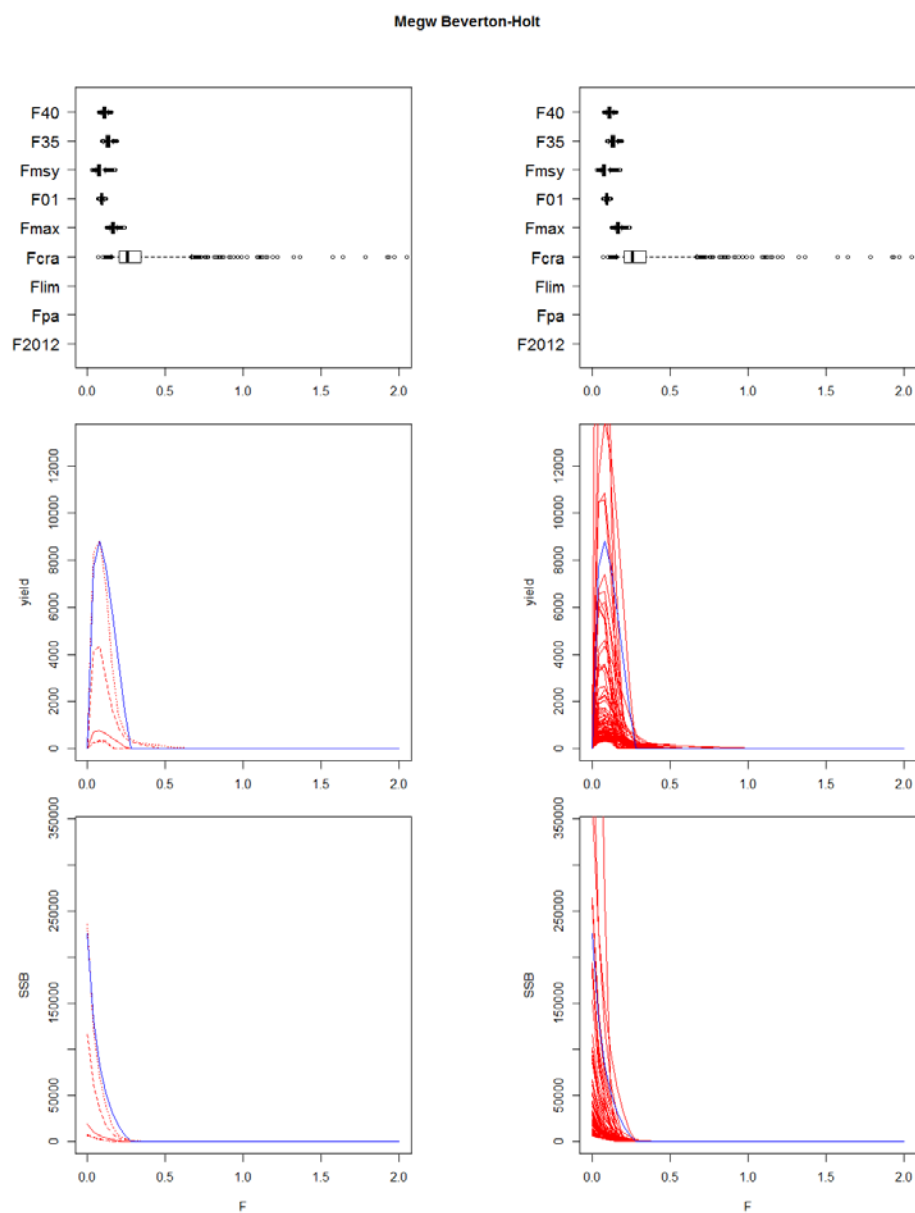 Megw Beverton-Holt
F40
F35
Fmsy
F01
Fmax
Fcra
Flim
Fpa
F2012
0.0 0.5 1.0 1.5 2.0
F40
F35
Fmsy
F01
Fmax
Fcra
Flim
Fpa
F2012
0.0 0.5 1.0 1.5 2.0
yield
0 2000 4000 6000 8000 10000 12000
0.0 0.5 1.0 1.5 2.0
yield
0 2000 4000 6000 8000 10000 12000
0.0 0.5 1.0 1.5 2.0
SSB
0 50000 150000 250000 350000
0.0 0.5 1.0 1.5 2.0
F
SSB
0 50000 150000 250000 350000
0.0 0.5 1.0 1.5 2.0
F